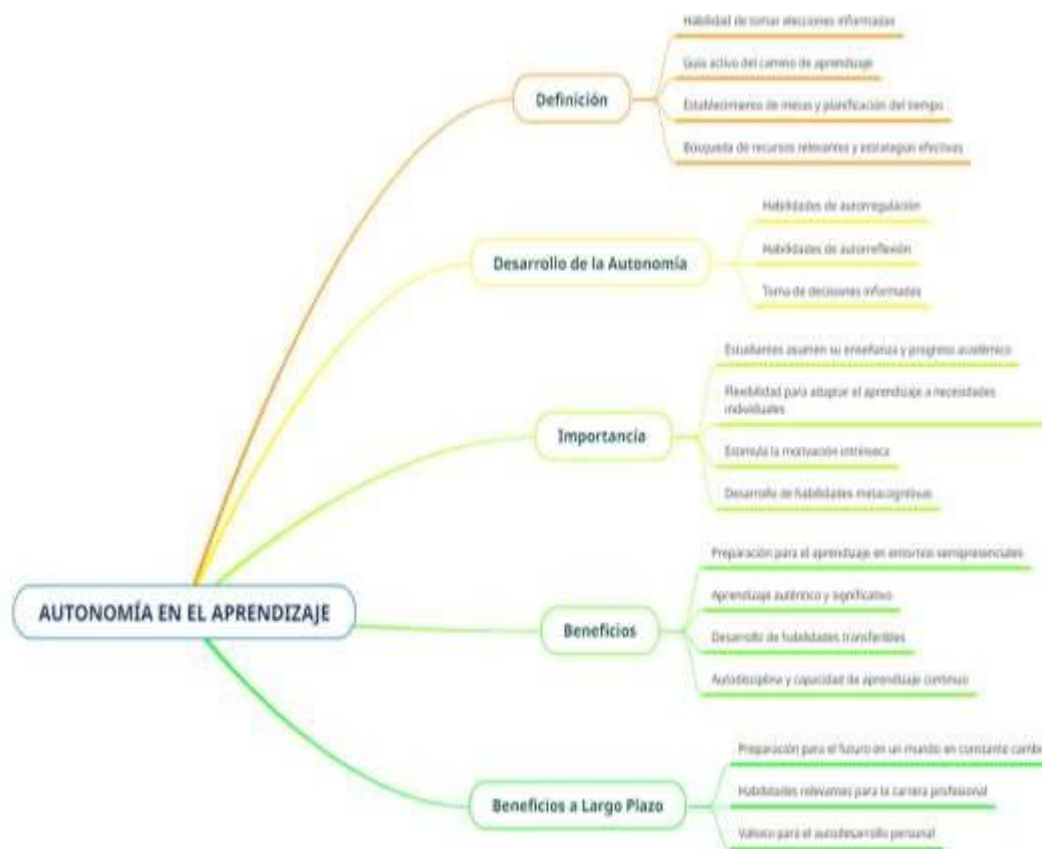 Habilidad de tomar elecciones informadas
Guía activo del camino de aprendizaje
Definición
Establecimiento de metas y planificación del tiempo
Búsqueda de recursos relevantes y estrategias efectivas
Habilidades de autorregulación
Habilidades de autorreflexión
Desarrollo de la Autonomía
Toma de decisiones informadas
Estudiantes asumen su enseñanza y progreso académico
Flexibilidad para adaptar el aprendizaje a necesidades
individuales
Importancia
Estimula la motivación intrínseca
Desarrollo de habilidades metacognitivas
Preparación para el aprendizaje en entornos semipresenciales
Aprendizaje auténtico y significativo
AUTONOMÍA EN EL APRENDIZAJE
Beneficios
Desarrollo de habilidades transferibles
Autodisciplina y capacidad de aprendizaje continuo
Preparación para el futuro en un mundo en constante cambi
Habilidades relevantes para la carrera profesional
Beneficios a Largo Plazo
Valioso para el autodesarrollo personal